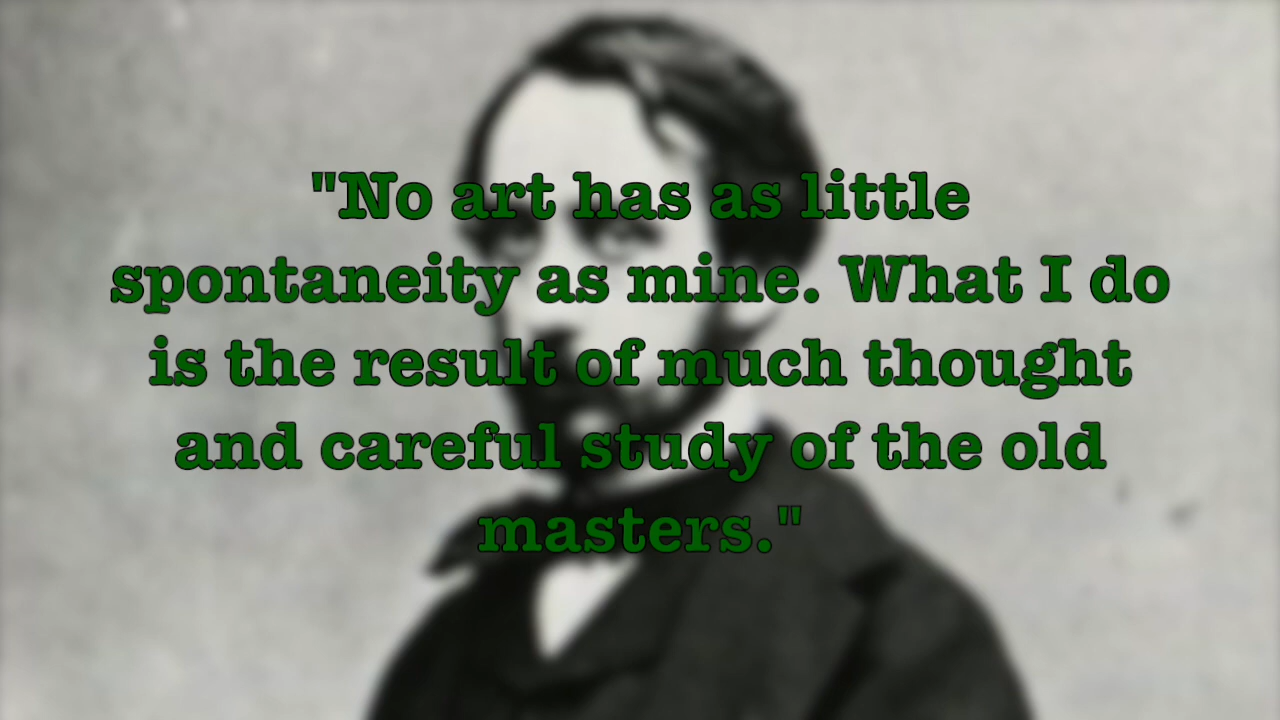 "No art has as little
spontaneity as mine. What I do
is the result of much thought
and careful study of the old
masters."